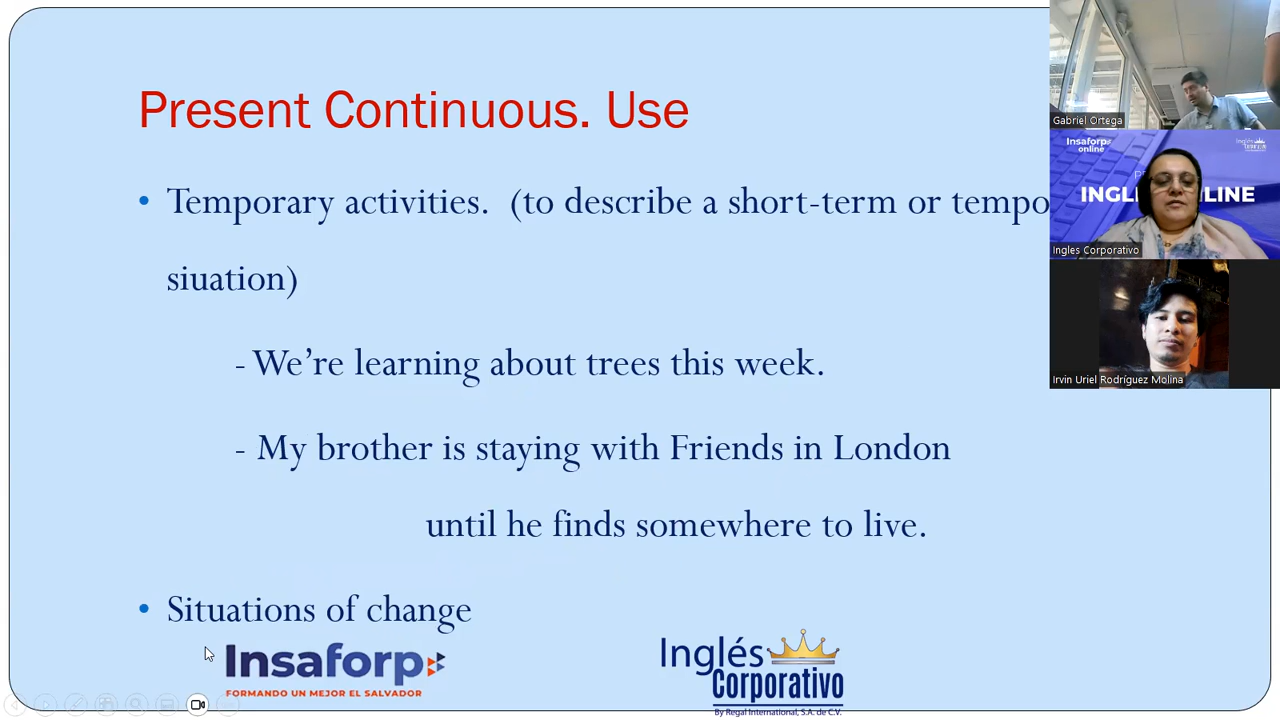 Present Continuous. Use
• Temporary activities. (to describe a short-term or tempo
siuation)
- We're learning about trees this week.
- My brother is staying with Friends in London
until he finds somewhere to live.
• Situations of change
Insaforp
FORMANDO UN MEJOR EL SALVADOR
Inglés
Corporativo
By Regal International, S.A. de C.V.
Gabriel Ortega
Insaforp
online
INGL
LINE
Ingles Corporativo
Irvin Uriel Rodríguez Molina